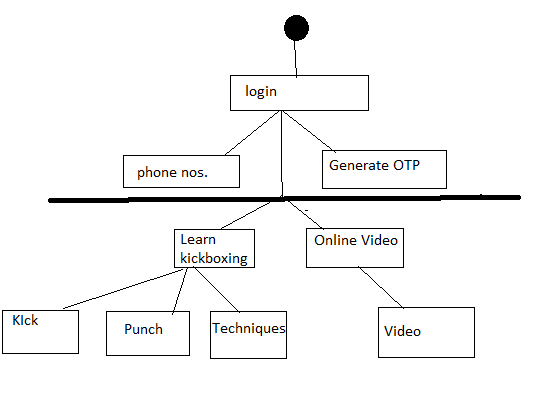 login
phone nos.
Generate OTP
Learn
kickboxing
Online Video
KIck
Punch
Techniques
Video